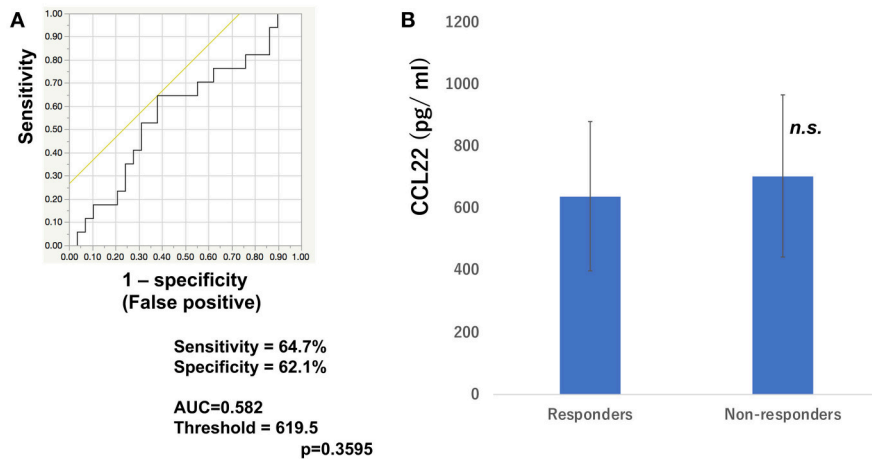 A
Sensitivity
1.00
0.90
0.80
0.70
0.60
0.50
0.40
0.30
0.20
0.10
0.00
0.00 0.10 0.20 0.30 0.40 0.50 0.60 0.70 0.80 0.90 1.00
1 – specificity
(False positive)
Sensitivity = 64.7%
Specificity = 62.1%
AUC=0.582
Threshold = 619.5
p=0.3595
B
CCL22 (pg/ ml)
1200
1000
800
600
400
200
0
n.s.
Responders Non-responders